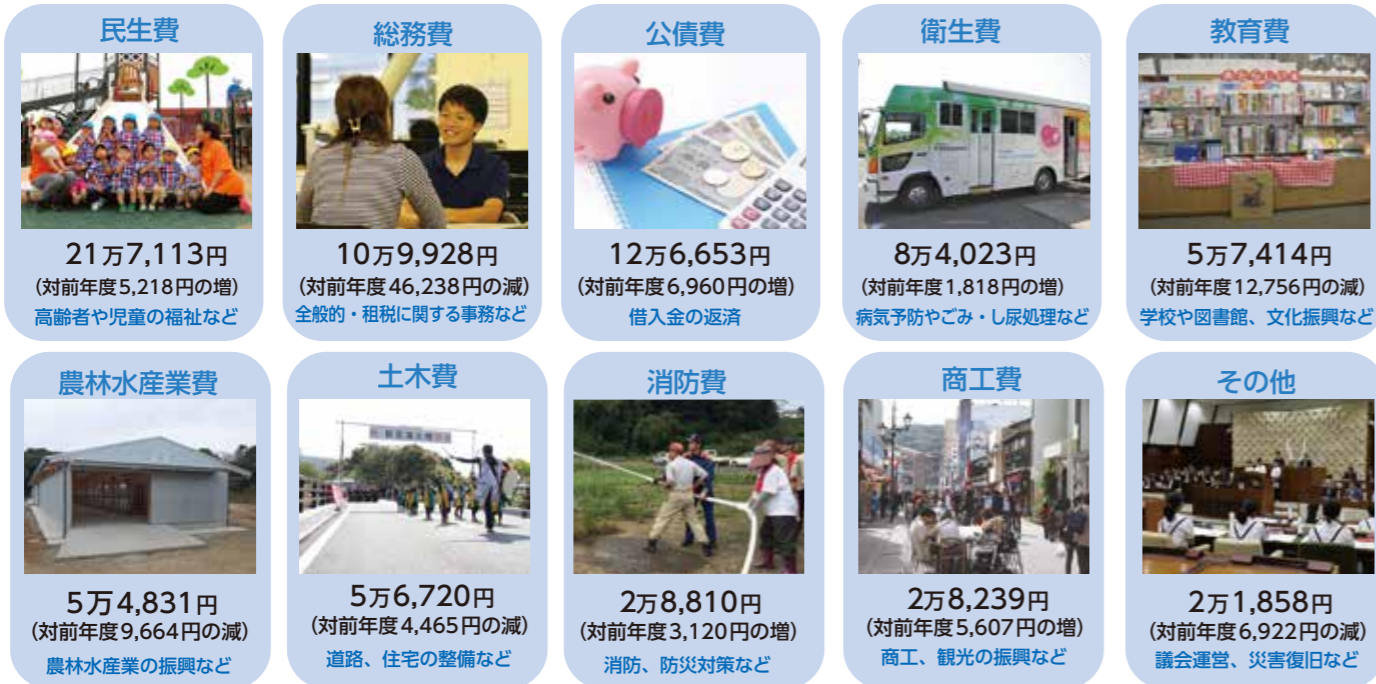 民生費
21万7,113円
(対前年度5,218円の増)
高齢者や児童の福祉など
総務費
10万9,928円
(対前年度46,238円の減)
全般的・租税に関する事務など
公債費
12万6,653円
(対前年度6,960円の増)
借入金の返済
衛生費
8万4,023円
(対前年度1,818円の増)
病気予防やごみ・し尿処理など
教育費
5万7,414円
(対前年度12,756円の減)
学校や図書館、文化振興など
農林水産業費
5万4,831円
(対前年度9,664円の減)
農林水産業の振興など
土木費
5万6,720円
(対前年度4,465円の減)
道路、住宅の整備など
消防費
2万8,810円
(対前年度3,120円の増)
消防、防災対策など
商工費
2万8,239円
(対前年度5,607円の増)
商工、観光の振興など
その他
2万1,858円
(対前年度6,922円の減)
議会運営、災害復旧など